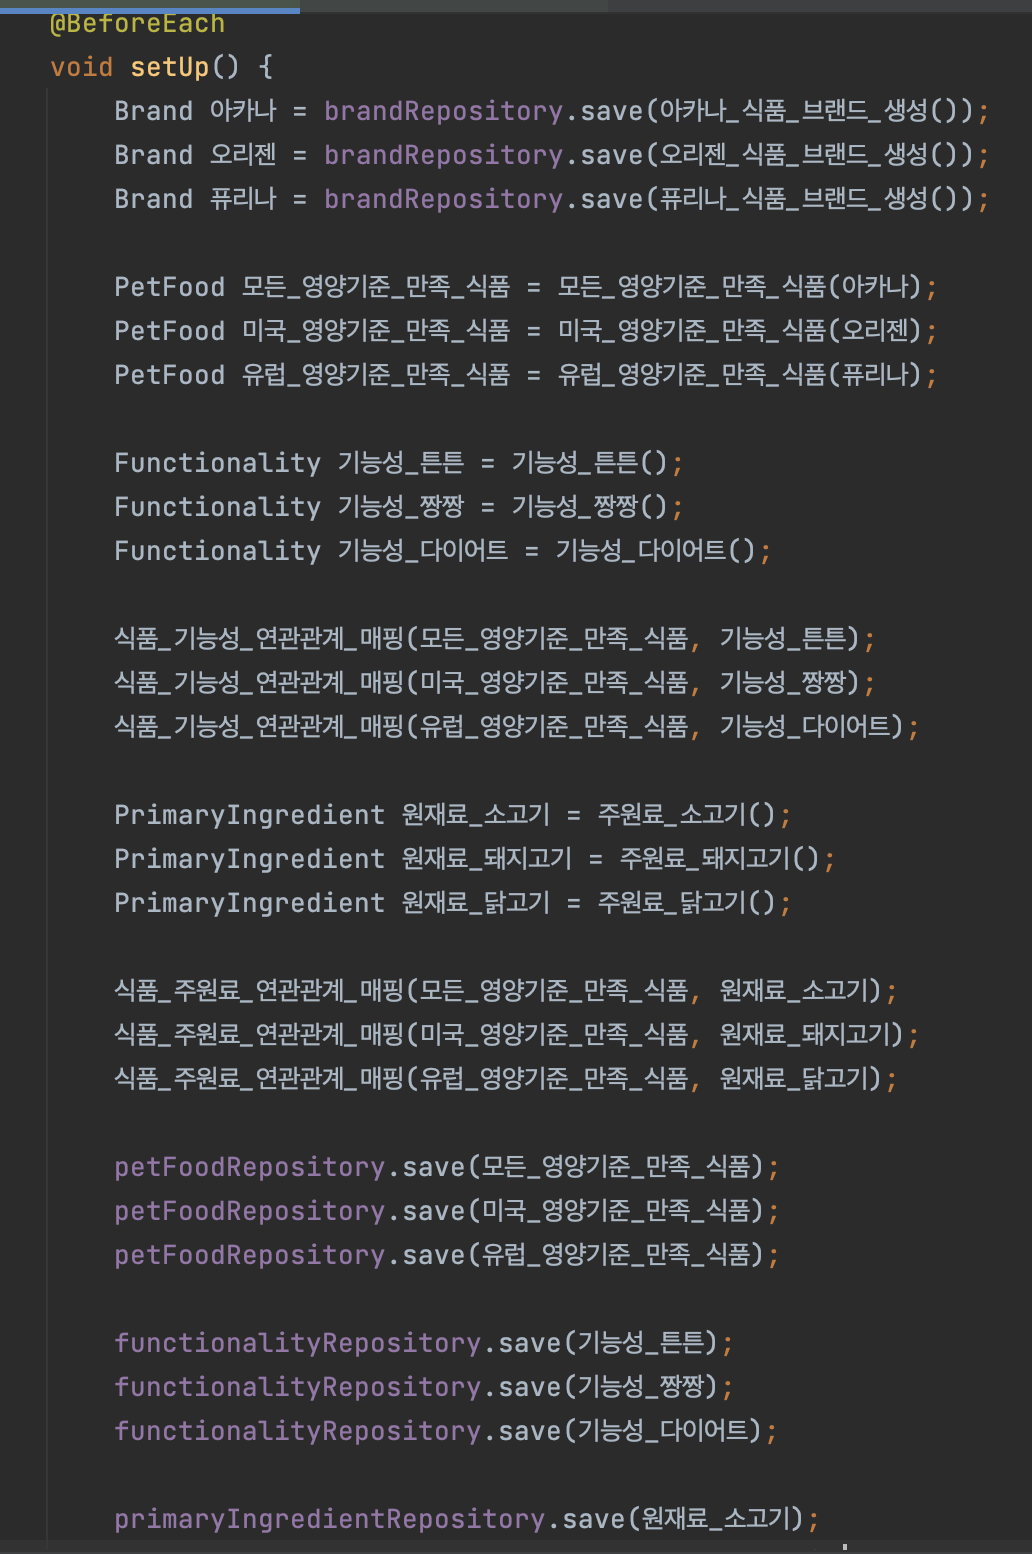 @BeforeEach
void setUp() {
Brand 아카나 = brandRepository.save(아카나_식품_브랜드_생성());
Brand 오리젠 = brandRepository.save(오리젠_식품_브랜드_생성());
Brand 퓨리나 = brandRepository.save(퓨리나_식품_브랜드_생성());
PetFood 모든_영양기준_만족_식품 = 모든_영양기준_만족_식품(아카나);
PetFood 미국_영양기준_만족_식품 = 미국_영양기준_만족_식품(오리젠);
PetFood 유럽_영양기준_만족_식품 = 유럽_영양기준_만족_식품(퓨리나);
Functionality 기능성_튼튼 = 기능성_튼튼();
Functionality 기능성_짱짱 = 기능성_짱짱();
Functionality 기능성_다이어트 = 기능성_다이어트();
식품_기능성_연관관계_매핑(모든_영양기준_만족_식품, 기능성_튼튼);
식품_기능성_연관관계_매핑(미국_영양기준_만족_식품, 기능성_짱짱);
식품_기능성_연관관계_매핑(유럽_영양기준_만족_식품, 기능성_다이어트);
PrimaryIngredient 원재료_소고기 = 주원료_소고기();
PrimaryIngredient 원재료_돼지고기 = 주원료_돼지고기();
PrimaryIngredient 원재료_닭고기 = 주원료_닭고기();
식품_주원료_연관관계_매핑(모든_영양기준_만족_식품, 원재료_소고기);
식품_주원료_연관관계_매핑(미국_영양기준_만족_식품, 원재료_돼지고기);
식품_주원료_연관관계_매핑(유럽_영양기준_만족_식품, 원재료_닭고기);
petFoodRepository.save(모든_영양기준_만족_식품);
petFoodRepository.save(미국_영양기준_만족_식품);
petFoodRepository.save(유럽_영양기준_만족_식품);
functionalityRepository.save(기능성_튼튼);
functionalityRepository.save(기능성_짱짱);
functionalityRepository.save(기능성_다이어트);
primaryIngredientRepository.save(원재료_소고기);